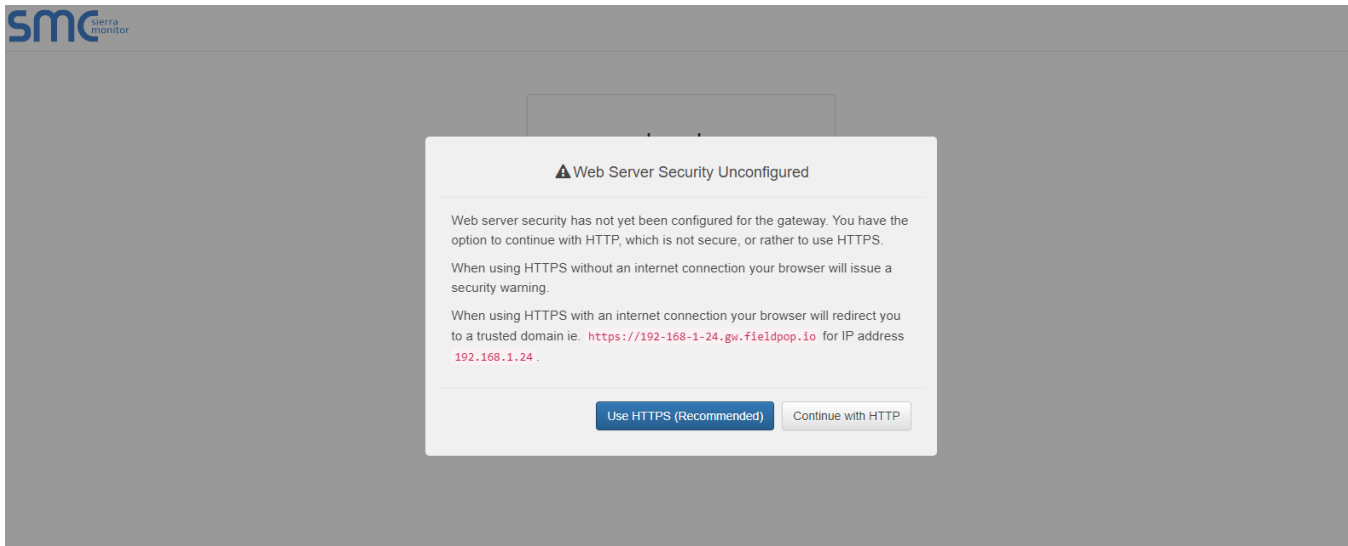 SMC sierra
monitor
Web Server Security Unconfigured
Web server security has not yet been configured for the gateway. You have the
option to continue with HTTP, which is not secure, or rather to use HTTPS.
When using HTTPS without an internet connection your browser will issue a
security warning.
When using HTTPS with an internet connection your browser will redirect you
to a trusted domain ie. https://192-168-1-24.gw.fieldpop.io for IP address
192.168.1.24.
Use HTTPS (Recommended) Continue with HTTP